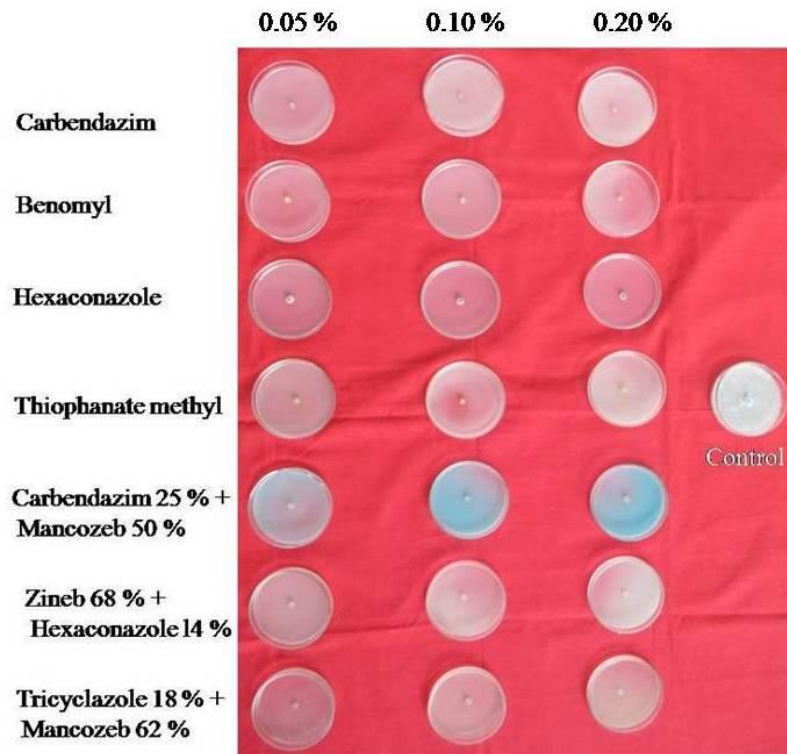 0.05 % 0.10 % 0.20 %
Carbendazim
Benomyl
Hexaconazole
Thiophanate methyl
Control
Carbendazim 25 % +
Mancozeb 50 %
Zineb 68 % +
Hexaconazole l4 %
Tricyclazole 18 % +
Mancozeb 62 %